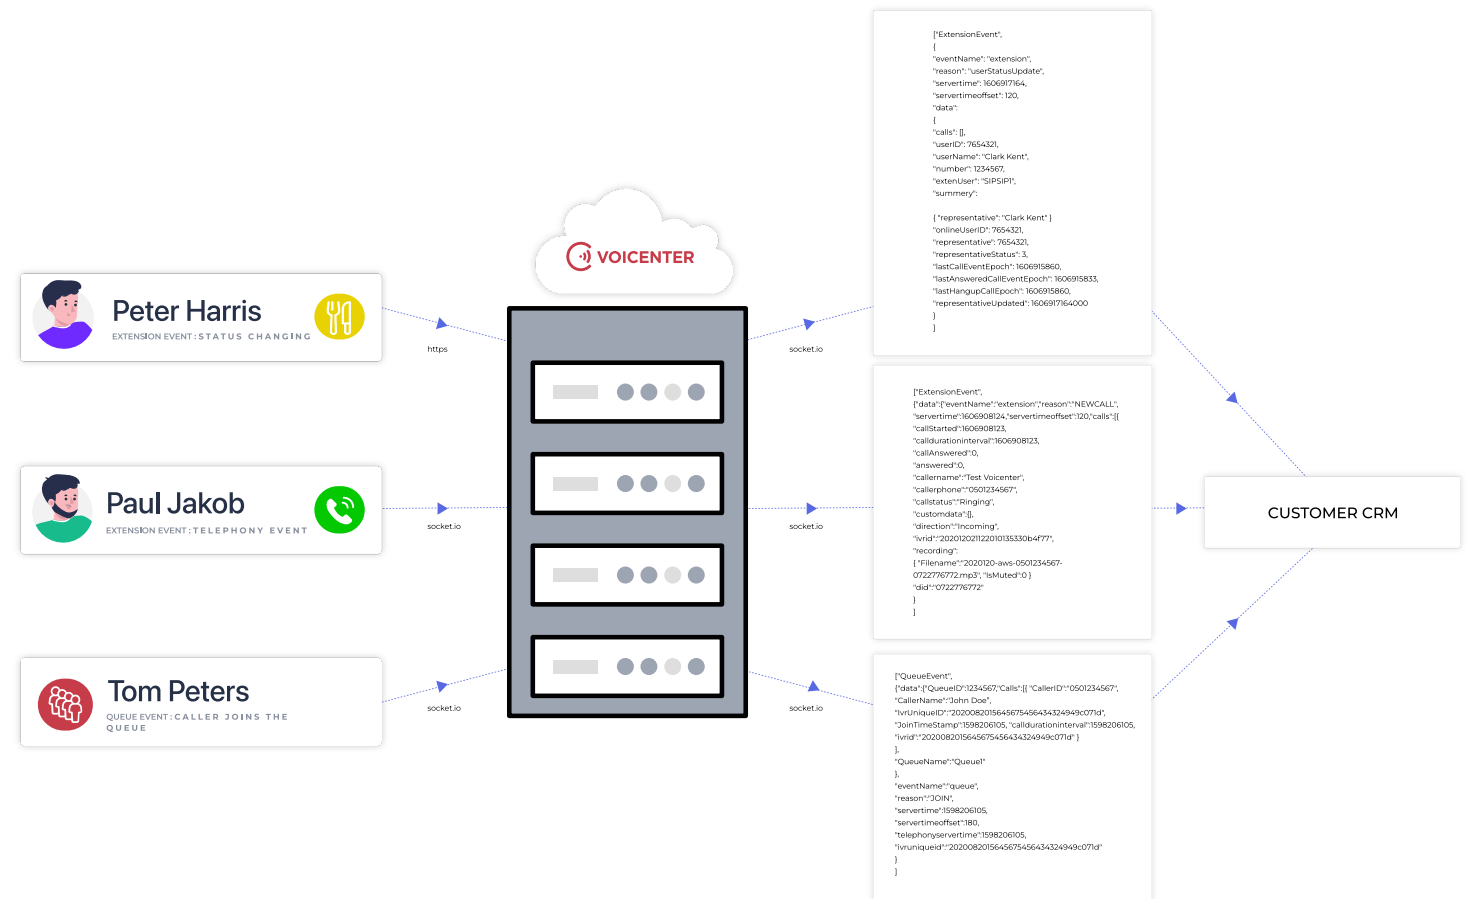 Peter Harris
EXTENSION EVENT: STATUS CHANGING
https
Paul Jakob
EXTENSION EVENT: TELEPHONY EVENT
socket.io
Tom Peters
QUEUE EVENT: CALLER JOINS THE
QUEUE
socket.io
VOICENTER
socket.io
socket.io
socket.io
["ExtensionEvent",
{
"eventName": "extension",
"reason": "userStatusUpdate",
"servertime": 1606917164,
"servertimeoffset": 120,
"data":
{
"calls": [],
"userID": 7654321,
"userName": "Clark Kent",
"number": 1234567,
"extenUser": "SIPSIP1",
"summery":
{ "representative": "Clark Kent" }
"onlineUserID": 7654321,
"representative": 7654321,
"representativeStatus": 3,
"lastCallEventEpoch": 1606915860,
"lastAnsweredCallEventEpoch": 1606915833,
"lastHangupCallEpoch": 1606915860,
"representativeUpdated": 1606917164000
}
]
["ExtensionEvent",
{"data":{"eventName":"extension","reason":"NEWCALL",
"servertime":1606908124,"servertimeoffset":120,"calls":[{
"callStarted":1606908123,
"calldurationinterval":1606908123,
"callAnswered":0,
"answered":0,
"callername":"Test Voicenter",
"callerphone":"0501234567",
"callstatus":"Ringing",
"customdata":[],
"direction":"Incoming",
"ivrid":"202012021122010135330b4f77",
"recording":
{ "Filename":"2020120-aws-0501234567-
0722776772.mp3", "IsMuted":0 }
"did":"0722776772"
}
]
["QueueEvent",
{"data":{"QueueID":1234567,"Calls":[{ "CallerID":"0501234567",
"CallerName":"John Doe",
"IvrUniqueID":"2020082015645675456434324949c071d",
"JoinTimeStamp":1598206105, "calldurationinterval":1598206105,
"ivrid":"2020082015645675456434324949c071d" }
],
"QueueName":"Queue1"
},
"eventName":"queue",
"reason":"JOIN",
"servertime":1598206105,
"servertimeoffset":180,
"telephonyservertime":1598206105,
"ivruniqueid":"2020082015645675456434324949c071d"
}
]
CUSTOMER CRM